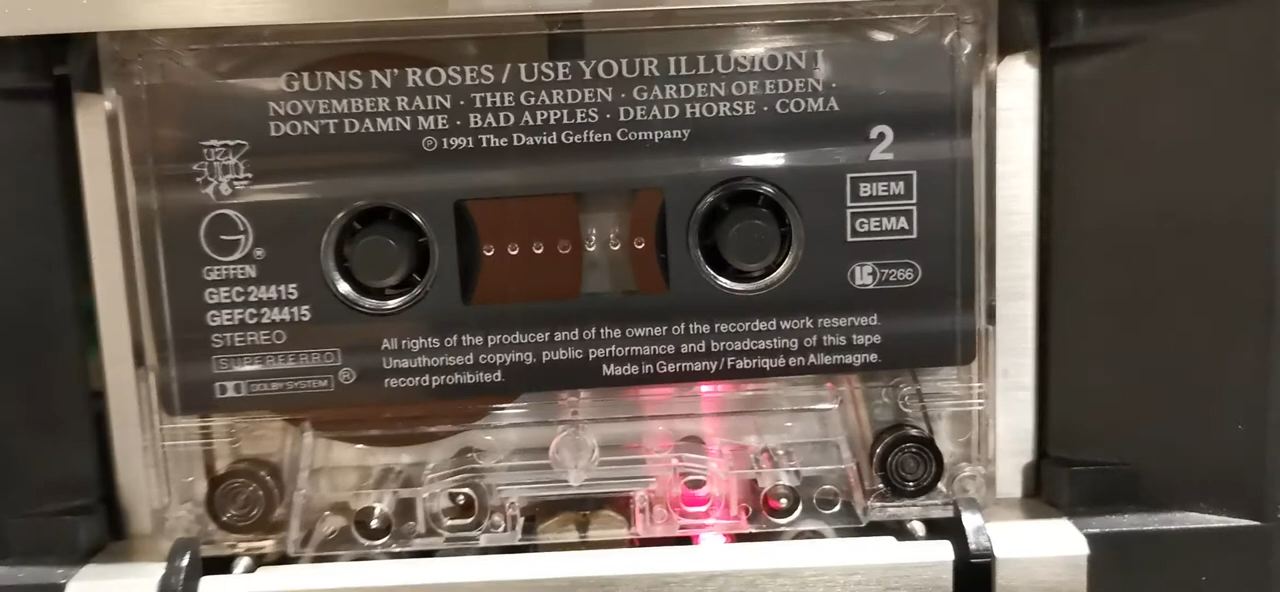 GUNS N' ROSES / USE YOUR ILLUSION I
NOVEMBER RAIN · THE GARDEN · GARDEN OF EDEN ·
DON'T DAMN ME · BAD APPLES · DEAD HORSE · COMA
℗ 1991 The David Geffen Company
2
BIEM
GEMA
LC 7266
GEFFEN ®
GEC 24415
GEFC 24415
STEREO
SUPERFERRO
DOLBY SYSTEM ®
All rights of the producer and of the owner of the recorded work reserved.
Unauthorised copying, public performance and broadcasting of this tape
record prohibited. Made in Germany / Fabriqué en Allemagne.